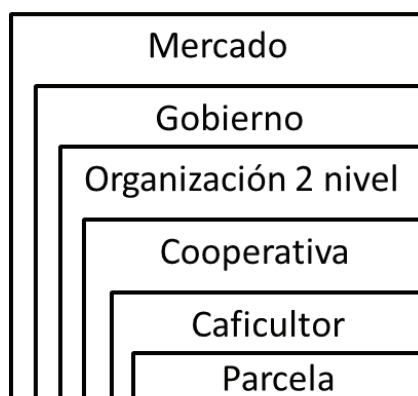 Mercado
Gobierno
Organización 2 nivel
Cooperativa
Caficultor
Parcela